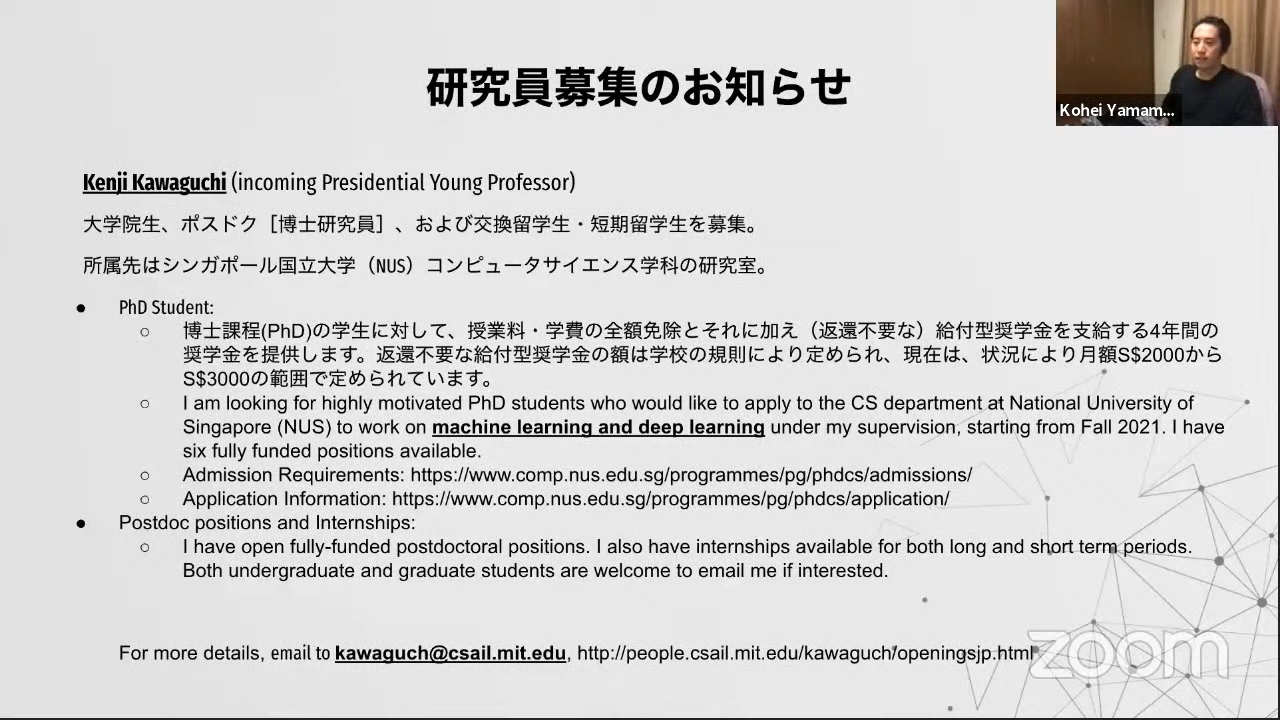 研究員募集のお知らせ
Kohei Yamam...
Kenji Kawaguchi (incoming Presidential Young Professor)
大学院生、ポスドク［博士研究員］、および交換留学生・短期留学生を募集。
所属先はシンガポール国立大学（NUS）コンピュータサイエンス学科の研究室。
● PhD Student:
○ 博士課程(PhD)の学生に対して、授業料・学費の全額免除とそれに加え（返還不要な）給付型奨学金を支給する4年間の
奨学金を提供します。返還不要な給付型奨学金の額は学校の規則により定められ、現在は、状況により月額S$2000から
S$3000の範囲で定められています。
○ I am looking for highly motivated PhD students who would like to apply to the CS department at National University of
Singapore (NUS) to work on machine learning and deep learning under my supervision, starting from Fall 2021. I have
six fully funded positions available.
○ Admission Requirements: https://www.comp.nus.edu.sg/programmes/pg/phdcs/admissions/
○ Application Information: https://www.comp.nus.edu.sg/programmes/pg/phdcs/application/
● Postdoc positions and Internships:
○ I have open fully-funded postdoctoral positions. I also have internships available for both long and short term periods.
Both undergraduate and graduate students are welcome to email me if interested.
For more details, email to kawaguch@csail.mit.edu, http://people.csail.mit.edu/kawaguch/openingsjp.html
zoom